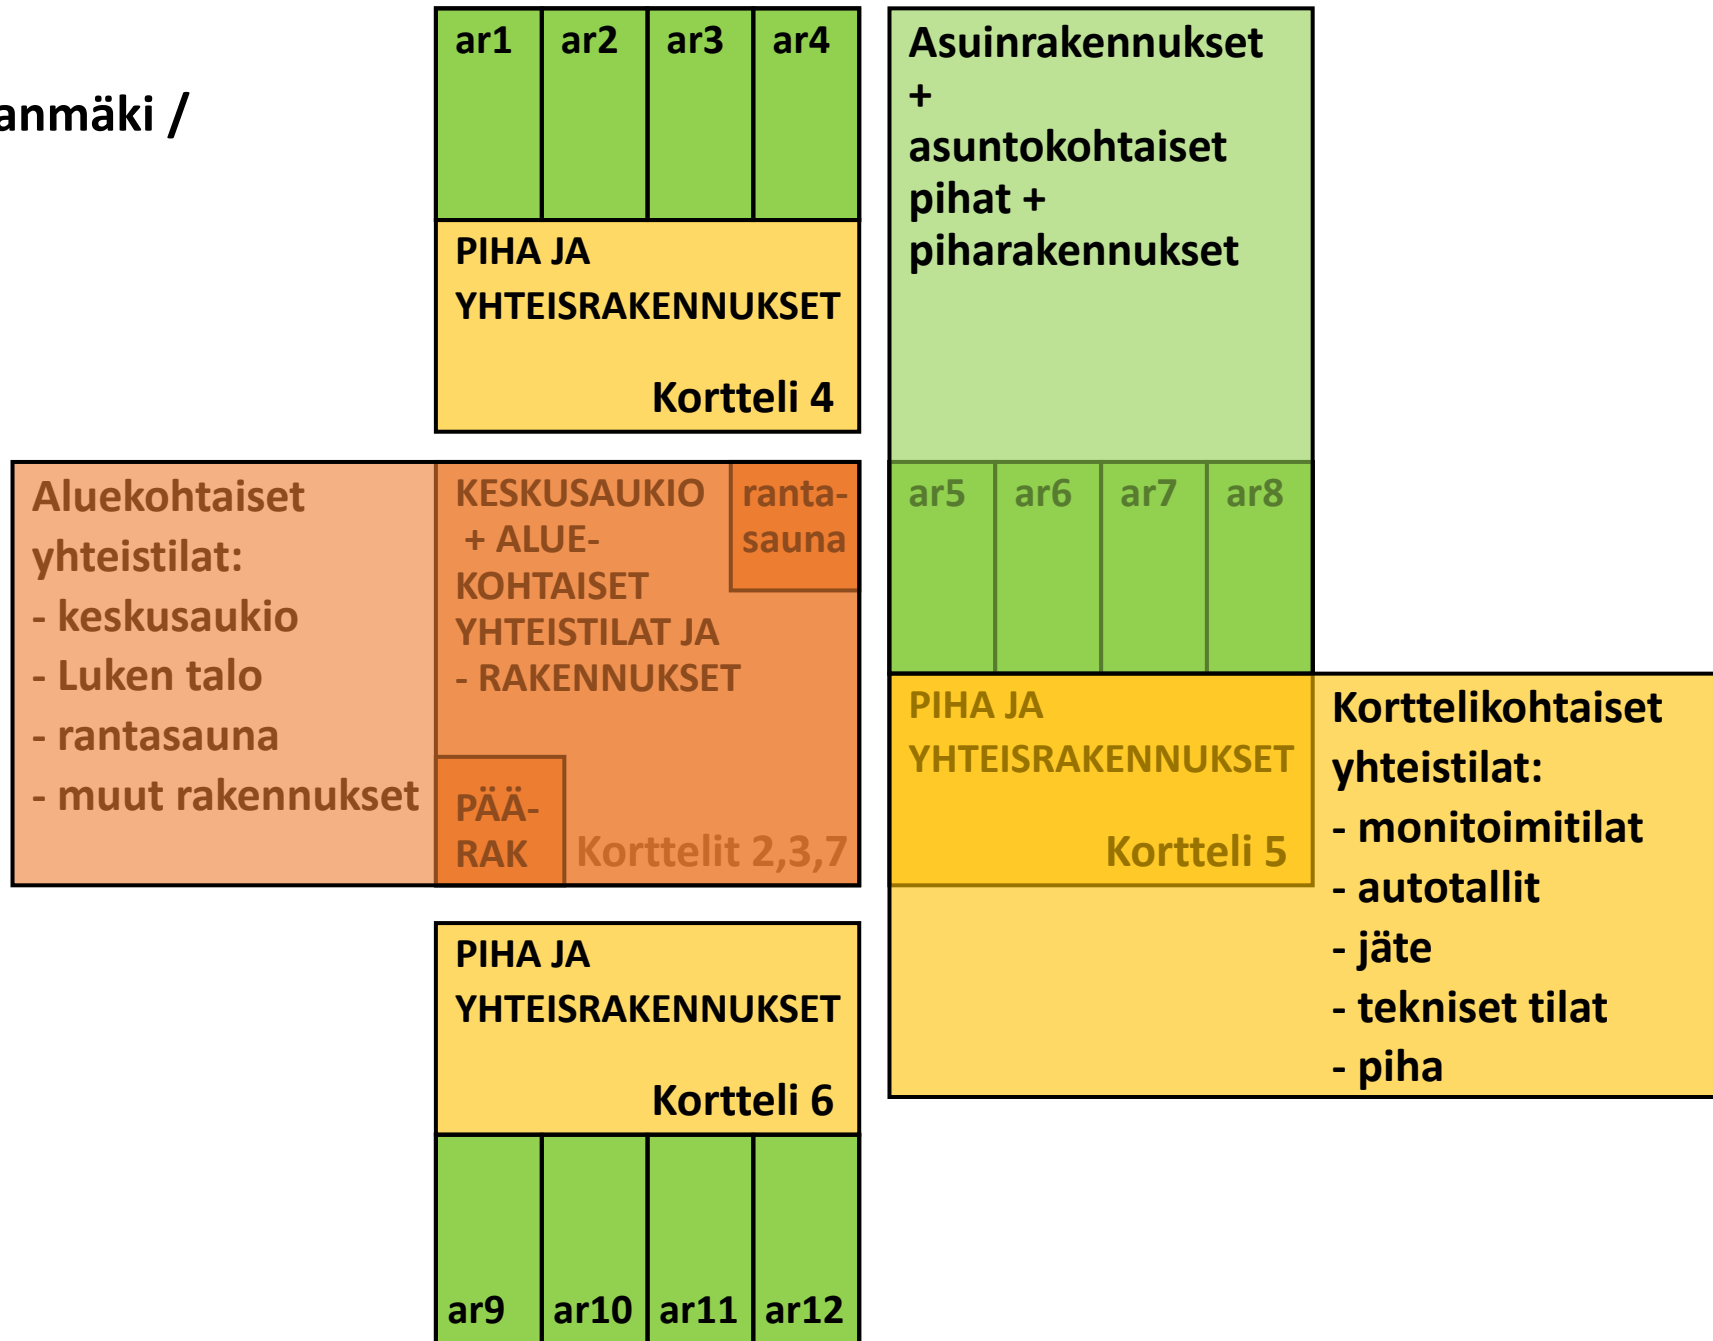 anmäki /
ar1 ar2 ar3 ar4
PIHA JA
YHTEISRAKENNUKSET
Kortteli 4
Asuinrakennukset
+
asuntokohtaiset
pihat +
piharakennukset
Aluekohtaiset
yhteistilat:
- keskusaukio
- Luken talo
- rantasauna
- muut rakennukset
KESKUSAUKIO
+ ALUE-
KOHTAISET
YHTEISTILAT JA
- RAKENNUKSET
ranta-
sauna
PÄÄ-
RAK
Korttelit 2,3,7
ar5 ar6 ar7 ar8
PIHA JA
YHTEISRAKENNUKSET
Kortteli 5
Korttelikohtaiset
yhteistilat:
- monitoimitilat
- autotallit
- jäte
- tekniset tilat
- piha
PIHA JA
YHTEISRAKENNUKSET
Kortteli 6
ar9 ar10 ar11 ar12